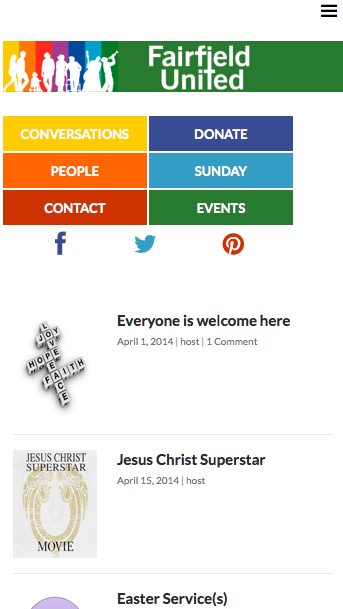 Fairfield
United
CONVERSATIONS
DONATE
PEOPLE
SUNDAY
CONTACT
EVENTS
Everyone is welcome here
April 1, 2014 | host | 1 Comment
LOVE
JOY
HOPE
PEACE
FAITH
Jesus Christ Superstar
April 15, 2014 | host
JESUS CHRIST
SUPERSTAR
MOVIE
Easter Service(s)